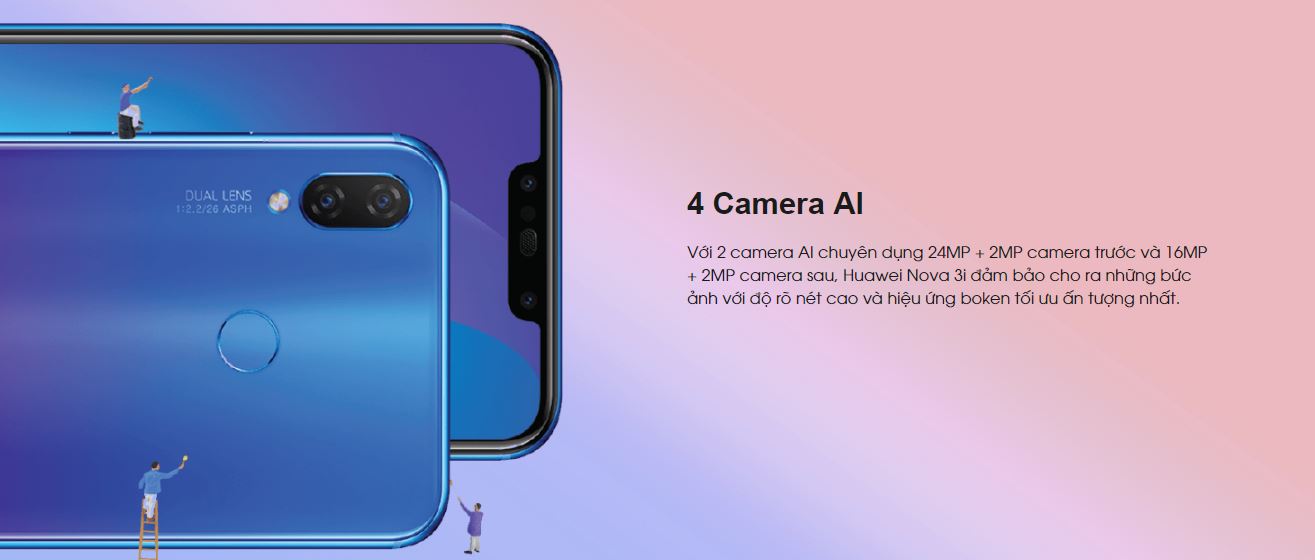 DUAL LENS
1:2.2/26 ASPH
4 Camera AI
Với 2 camera AI chuyên dụng 24MP + 2MP camera trước và 16MP
+ 2MP camera sau, Huawei Nova 3i đảm bảo cho ra những bức
ảnh với độ rõ nét cao và hiệu ứng boken tối ưu ấn tượng nhất.